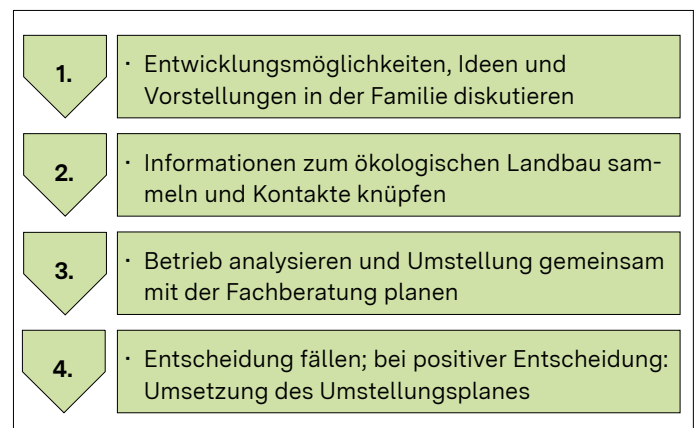 1.
· Entwicklungsmöglichkeiten, Ideen und
Vorstellungen in der Familie diskutieren
2.
· Informationen zum ökologischen Landbau sam-
meln und Kontakte knüpfen
3.
· Betrieb analysieren und Umstellung gemeinsam
mit der Fachberatung planen
4.
· Entscheidung fällen; bei positiver Entscheidung:
Umsetzung des Umstellungsplanes